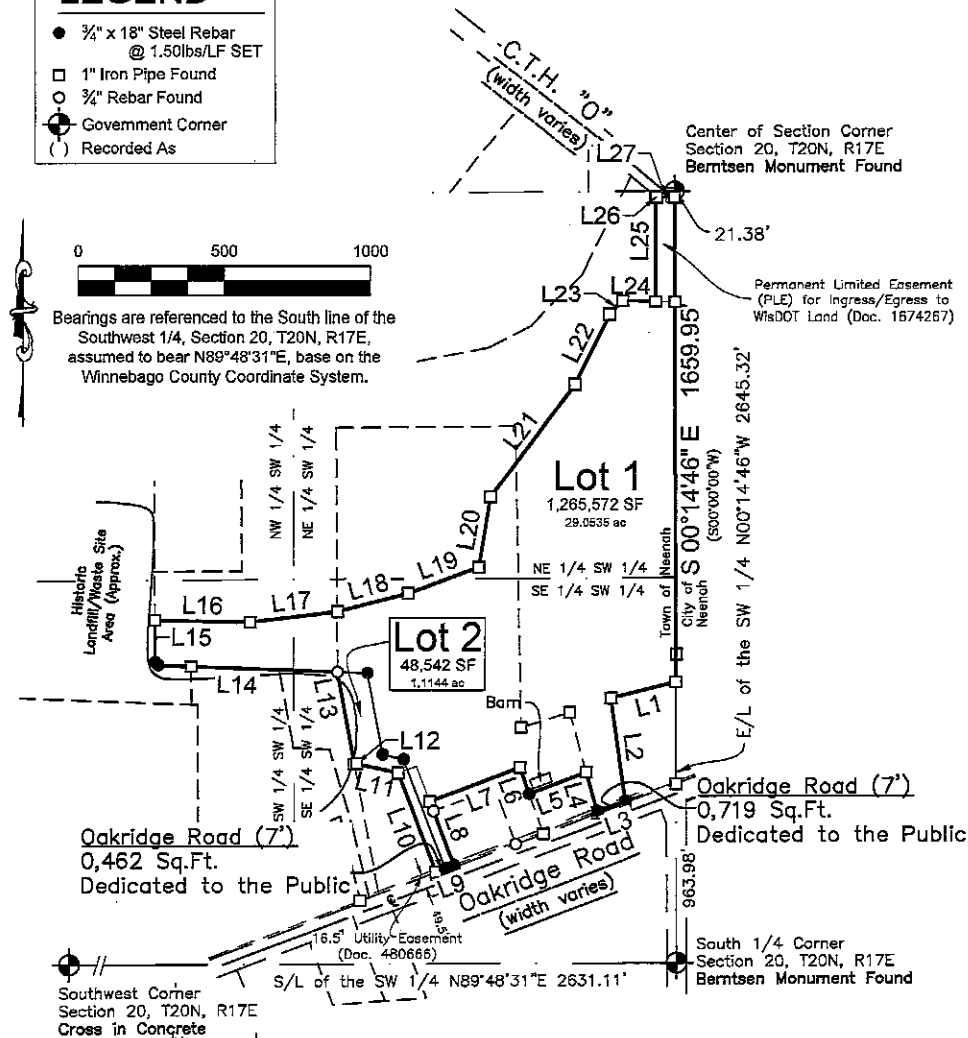 LEGEND
¾" x 18" Steel Rebar
@ 1.50lbs/LF SET
1" Iron Pipe Found
¾" Rebar Found
Government Corner
( ) Recorded As
C.T.H. "O"
(width varies)
L27
Center of Section Corner
Section 20, T20N, R17E
Berntsen Monument Found
L26
L25
21.38'
0 500 1000
Bearings are referenced to the South line of the
Southwest 1/4, Section 20, T20N, R17E,
assumed to bear N89°48'31"E, base on the
Winnebago County Coordinate System.
L24
L23
Permanent Limited Easement
(PLE) for Ingress/Egress to
WisDOT Land (Doc. 1674267)
L22
L21
S 00°14'46" E 1659.95
(S00°00'00"W)
E/L of the SW 1/4 N00°14'46"W 2645.32'
NW 1/4 SW 1/4
NE 1/4 SW 1/4
Lot 1
1,265,572 SF
29.0535 ac
L20
L19
L18
L17
L16
NE 1/4 SW 1/4
SE 1/4 SW 1/4
Town of Neenah
City of
Neenah
Historic
Landfill/Waste Site
Area (Approx.)
L15
L14
Lot 2
48,542 SF
1.1144 ac
L13
Barn
L1
L2
SW 1/4 SW 1/4
SE 1/4 SW 1/4
L12
L11
L10
L7
L6
L5
L4
L3
L8
L9
Oakridge Road (7')
0,719 Sq.Ft.
Dedicated to the Public
Oakridge Road (7')
0,462 Sq.Ft.
Dedicated to the Public
Oakridge Road
(width varies)
963.98'
49.5'
16.5' Utility Easement
(Doc. 480665)
S/L of the SW 1/4 N89°48'31"E 2631.11'
South 1/4 Corner
Section 20, T20N, R17E
Berntsen Monument Found
Southwest Corner
Section 20, T20N, R17E
Cross in Concrete